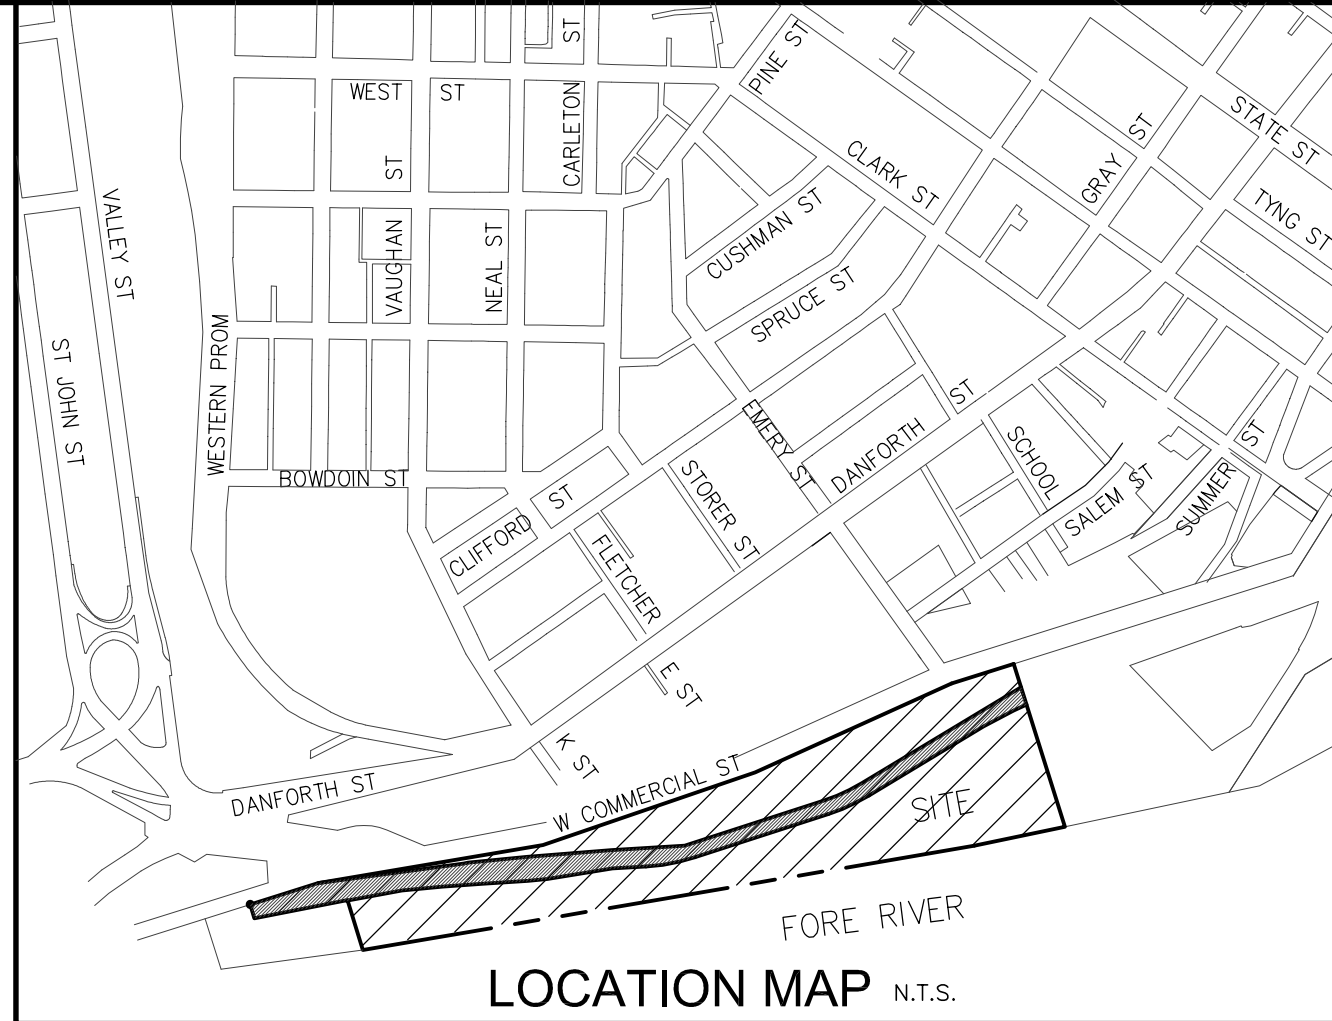 ST
PINE ST
WEST ST
CARLETON
ST
STATE ST
CLARK ST
GRAY ST
TYNG ST
VALLEY ST
VAUGHAN
NEAL ST
CUSHMAN ST
SPRUCE ST
ST JOHN ST
WESTERN PROM
EMERY ST
DANFORTH ST
SCHOOL
SUMMER ST
SALEM ST
BOWDOIN ST
STORER ST
CLIFFORD ST
FLETCHER
E ST
K ST
DANFORTH ST
W COMMERCIAL ST
SITE
FORE RIVER
LOCATION MAP N.T.S.